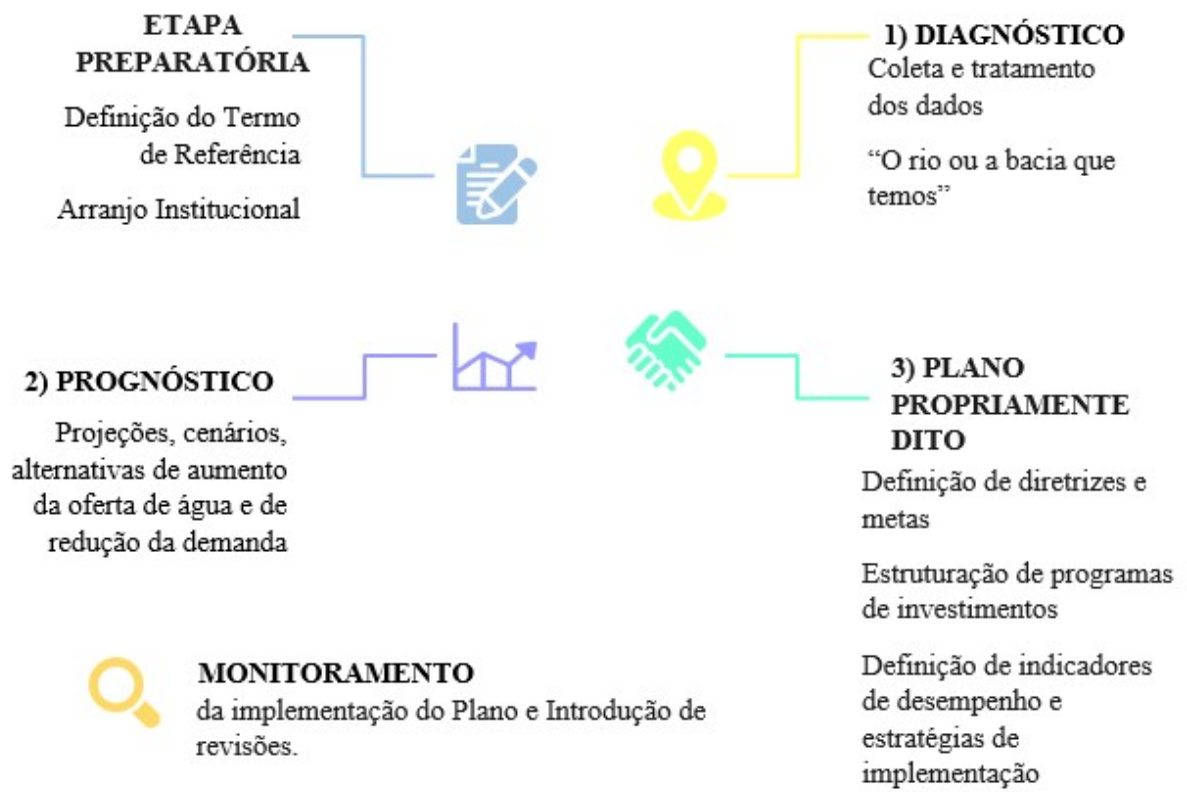 ETAPA
PREPARATÓRIA
Definição do Termo
de Referência
Arranjo Institucional
1) DIAGNÓSTICO
Coleta e tratamento
dos dados
“O rio ou a bacia que
temos”
2) PROGNÓSTICO
Projeções, cenários,
alternativas de aumento
da oferta de água e de
redução da demanda
3) PLANO
PROPRIAMENTE
DITO
Definição de diretrizes e
metas
Estruturação de programas
de investimentos
Definição de indicadores
de desempenho e
estratégias de
implementação
MONITORAMENTO
da implementação do Plano e Introdução de
revisões.